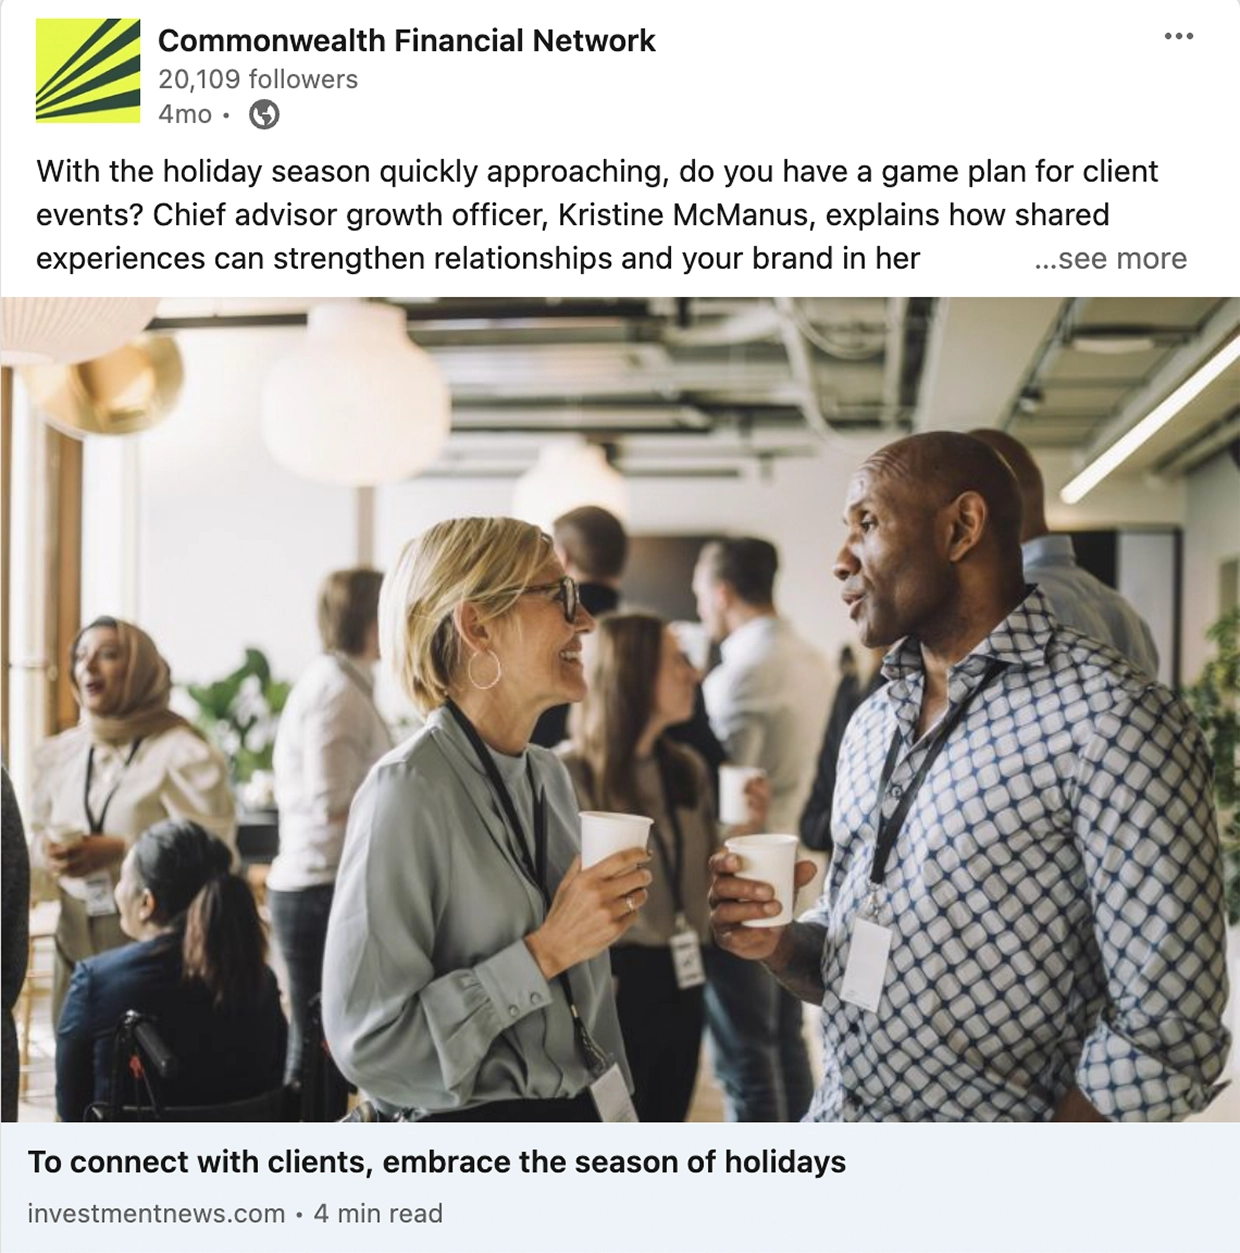 Commonwealth Financial Network
20,109 followers
4mo •
With the holiday season quickly approaching, do you have a game plan for client
events? Chief advisor growth officer, Kristine McManus, explains how shared
experiences can strengthen relationships and your brand in her ...see more
To connect with clients, embrace the season of holidays
investmentnews.com • 4 min read